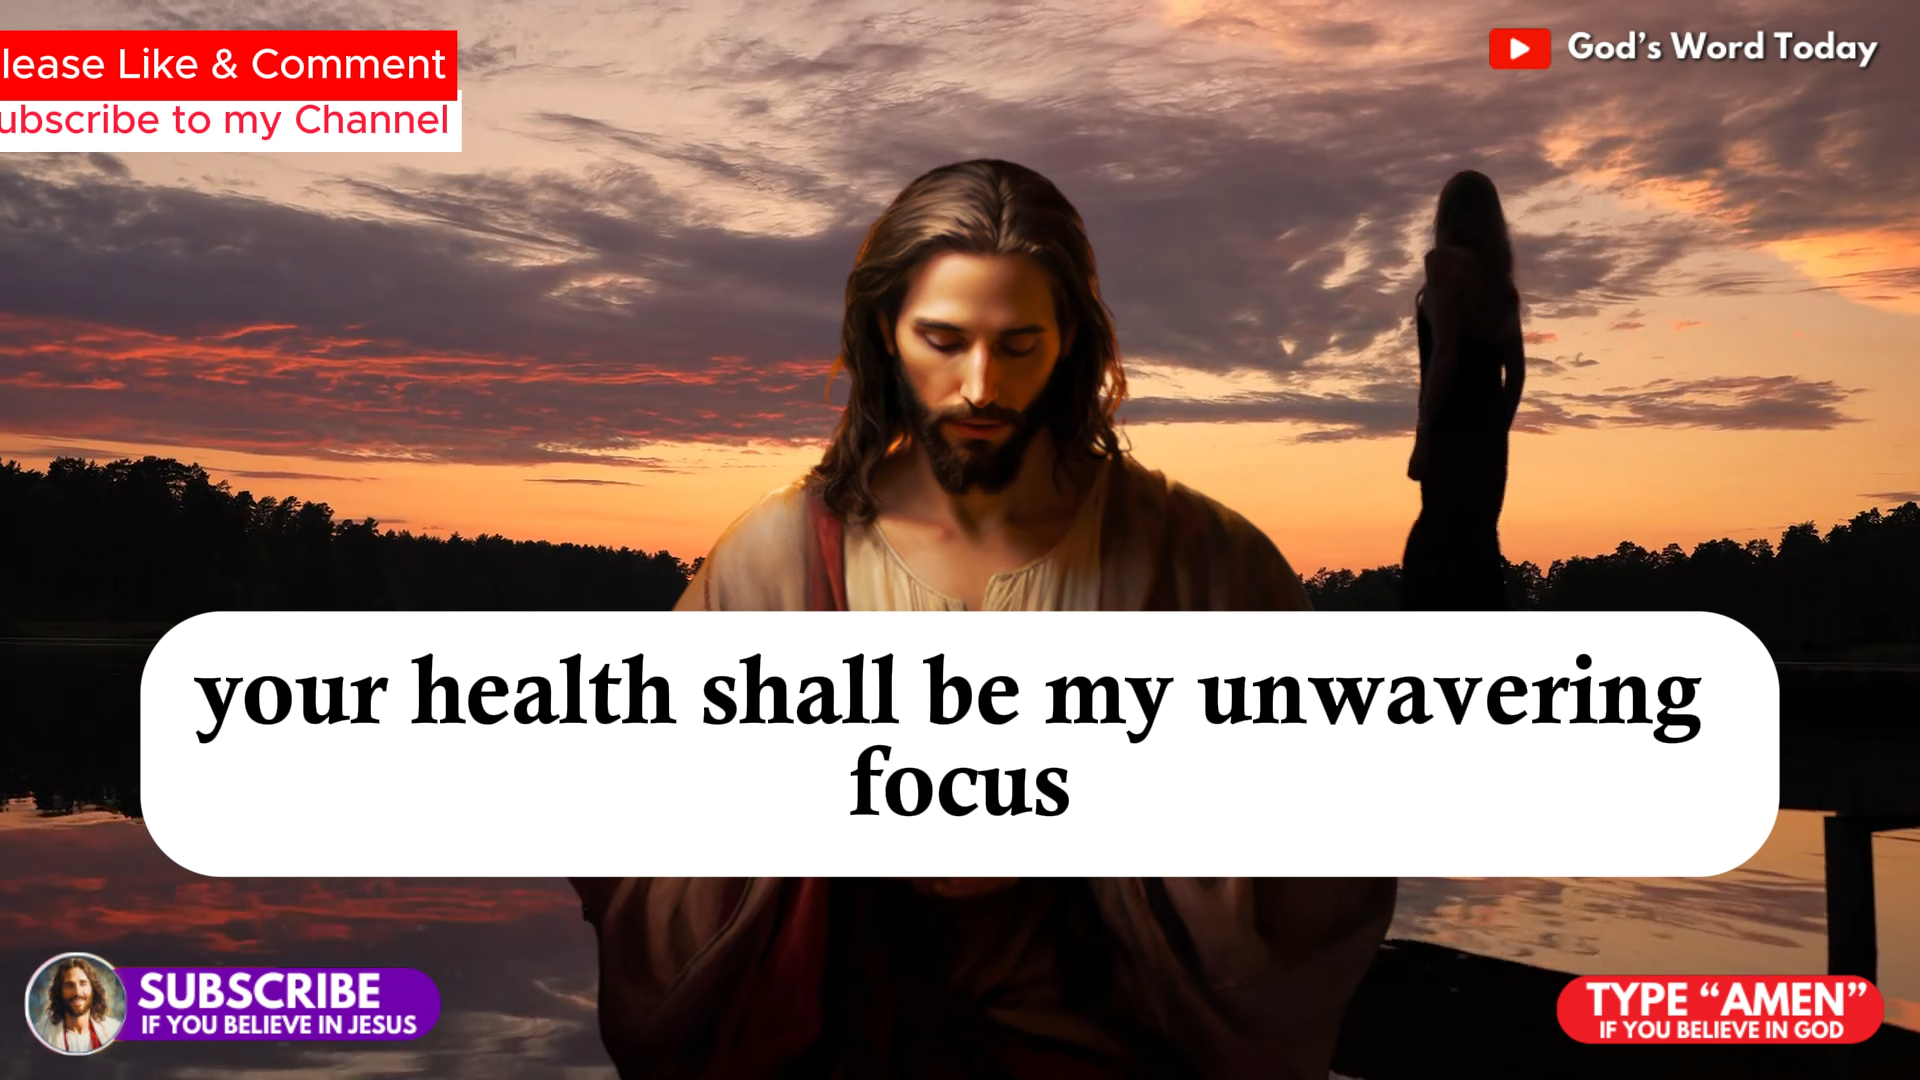 lease Like & Comment
ubscribe to my Channel
God's Word Today
your health shall be my unwavering
focus
SUBSCRIBE
IF YOU BELIEVE IN JESUS
TYPE “AMEN”
IF YOU BELIEVE IN GOD